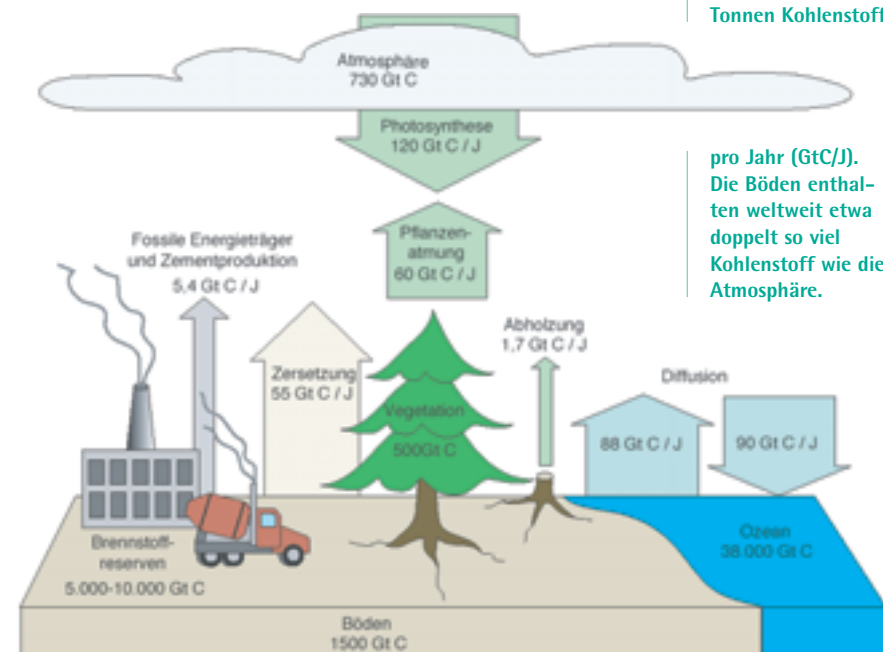 Tonnen Kohlenstoff
Atmosphäre
730 Gt C
Photosynthese
120 Gt C / J
pro Jahr (GtC/J).
Die Böden enthal-
ten weltweit etwa
doppelt so viel
Kohlenstoff wie die
Atmosphäre.
Pflanzen-
atmung
60 Gt C / J
Fossile Energieträger
und Zementproduktion
5,4 Gt C / J
Abholzung
1,7 Gt C / J
Zersetzung
55 Gt C / J
Diffusion
Vegetation
500Gt C
88 Gt C / J
90 Gt C / J
Brennstoff-
reserven
5.000-10.000 Gt C
Ozean
38.000 Gt C
Böden
1500 Gt C